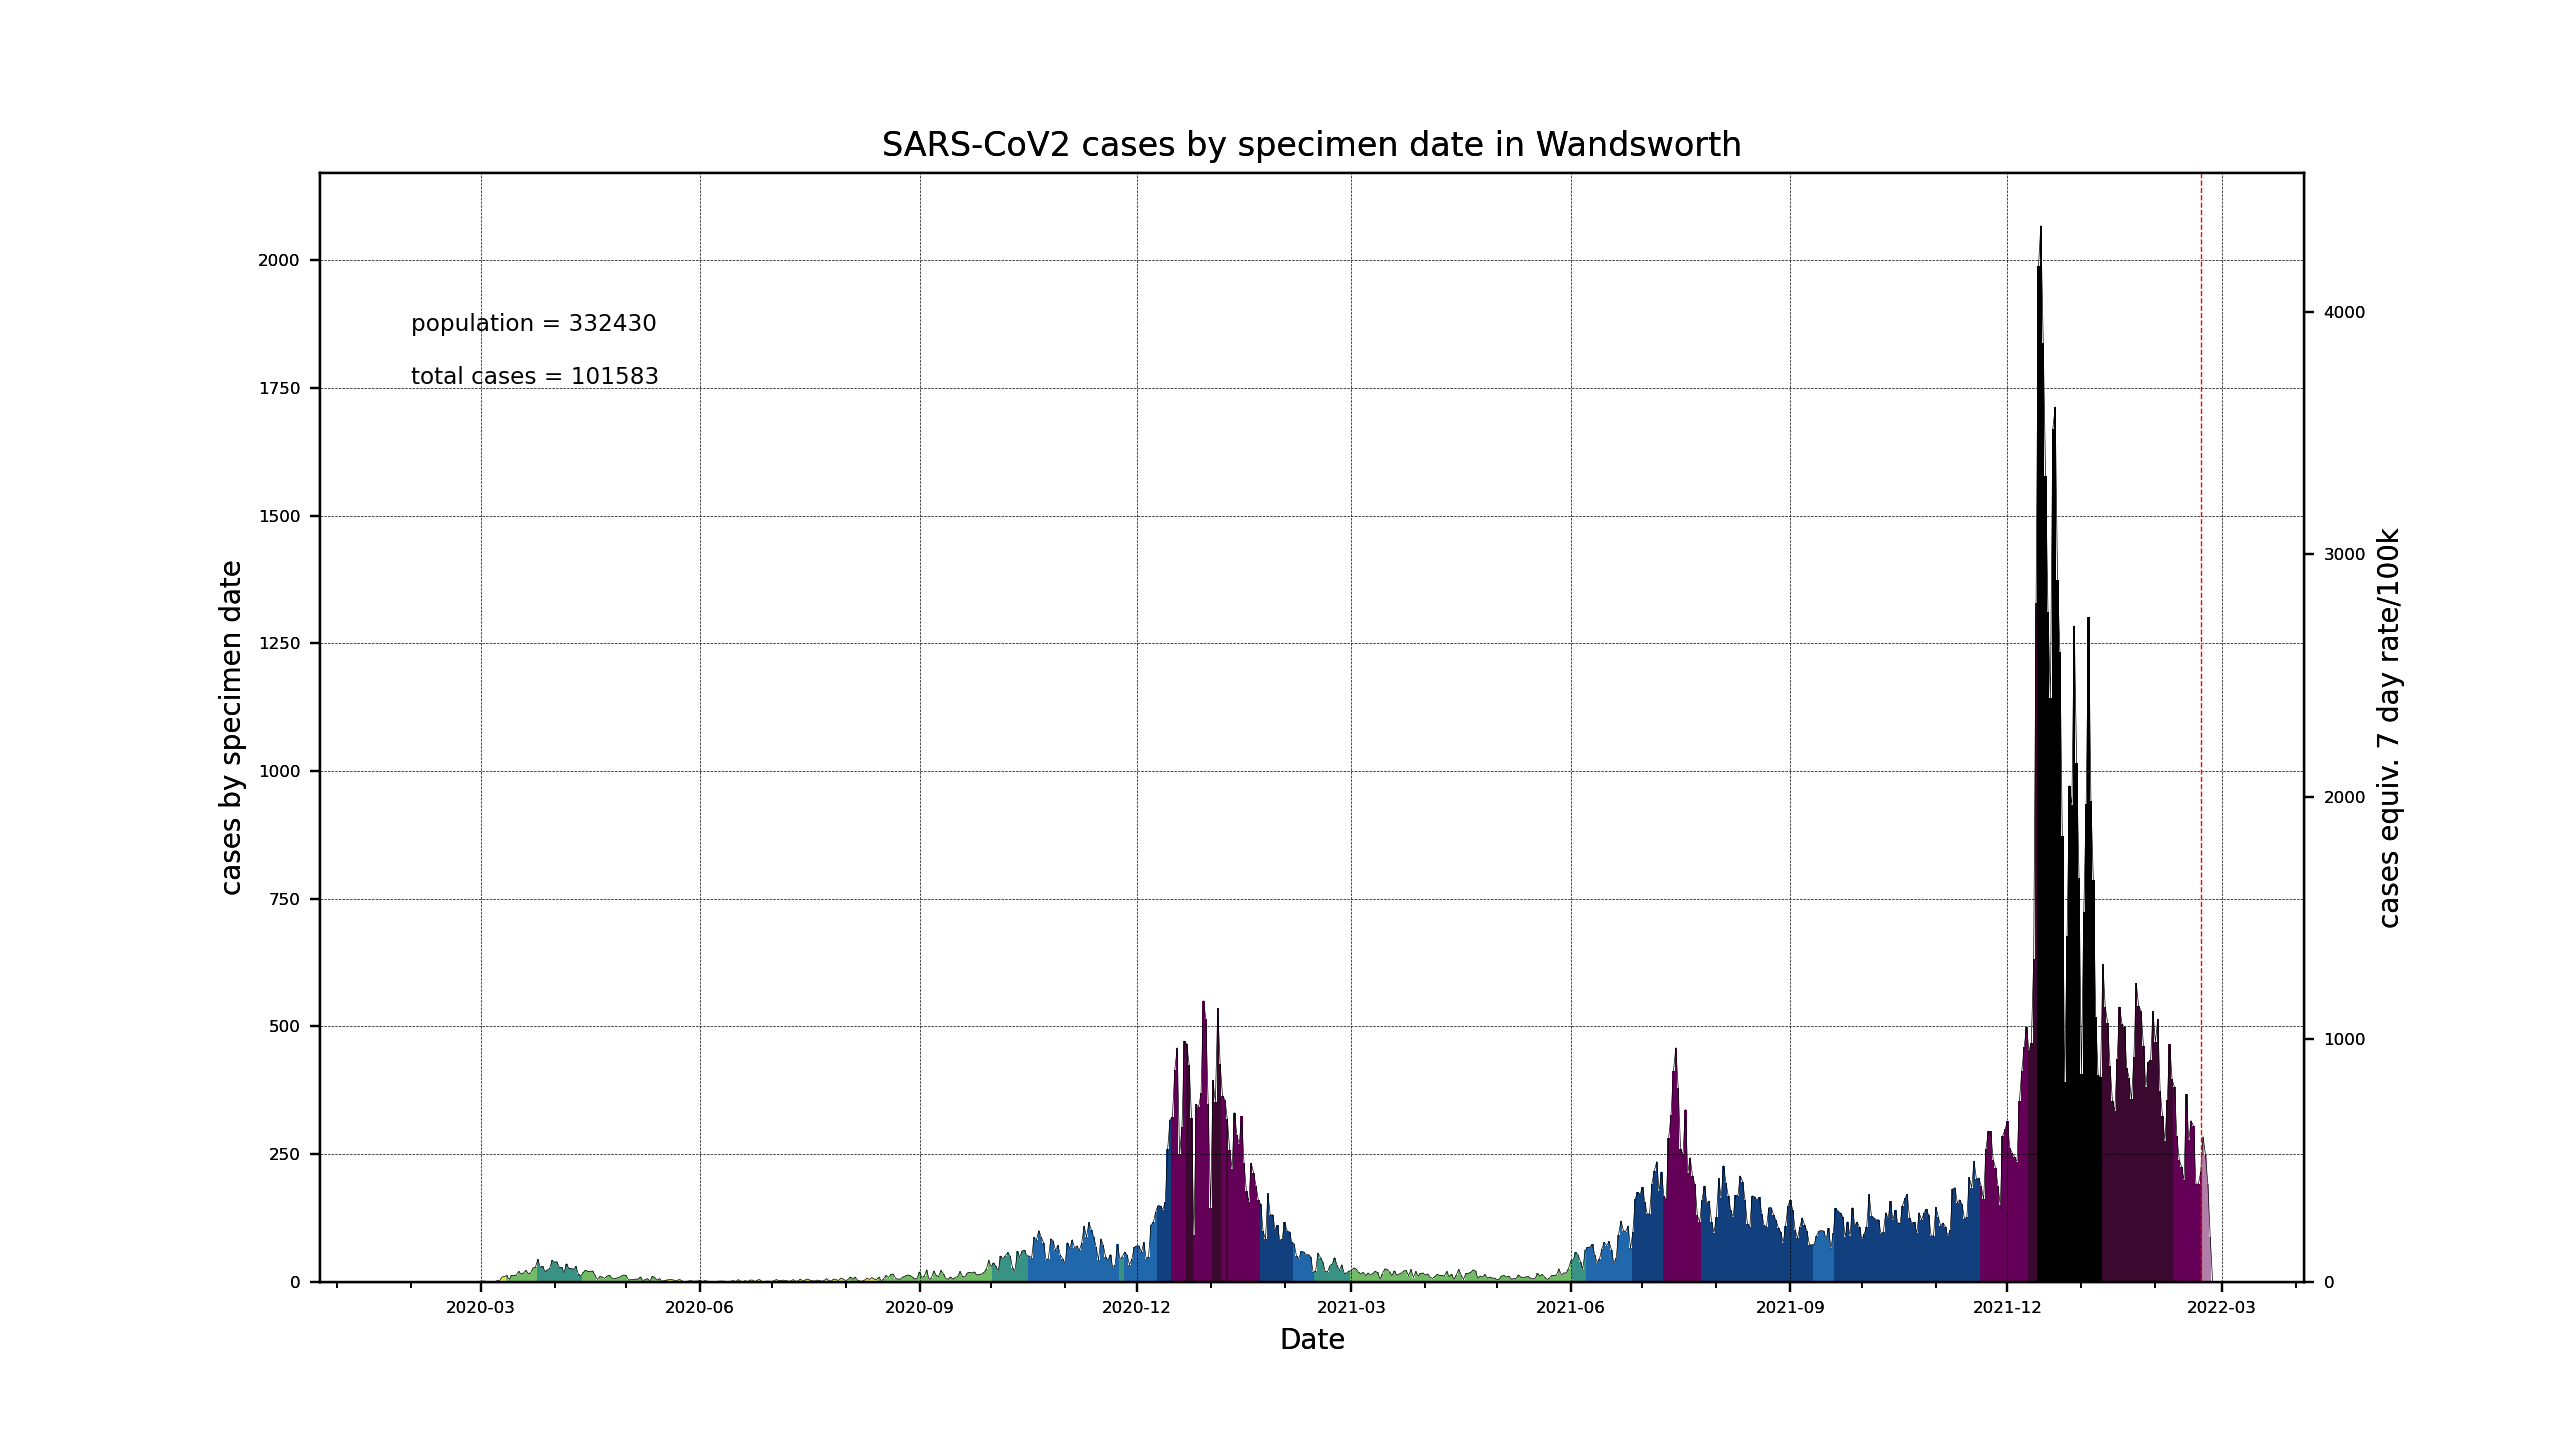 SARS-CoV2 cases by specimen date in Wandsworth
population = 332430
total cases = 101583
cases by specimen date
2000
1750
1500
1250
1000
750
500
250
0
4000
3000
2000
1000
0
cases equiv. 7 day rate/100k
2020-03 2020-06 2020-09 2020-12 2021-03 2021-06 2021-09 2021-12 2022-03
Date